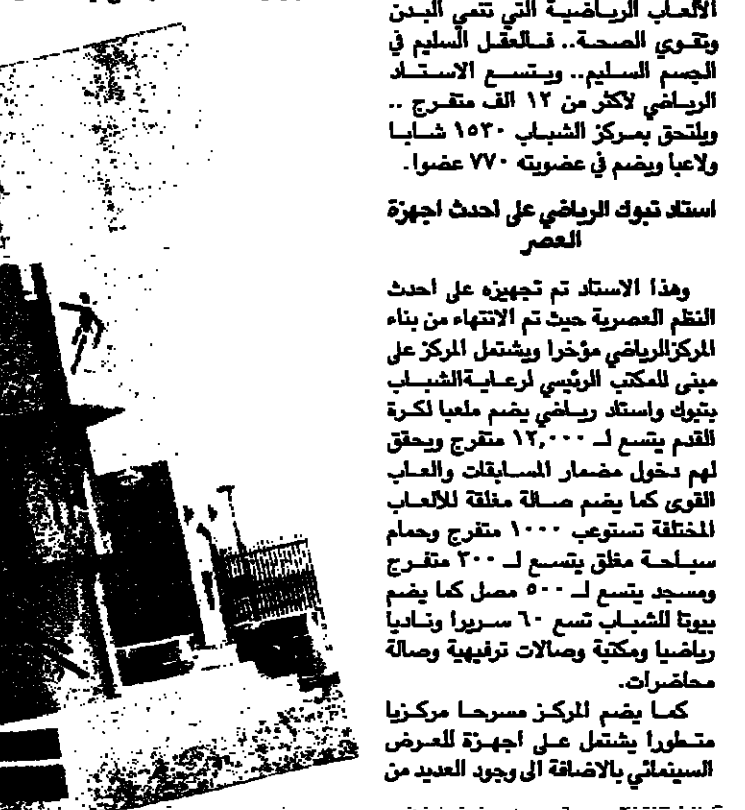 الألعاب الرياضية التي تنمي البدن
وتقوي الصحة.. فالعقل السليم في
الجسم السليم.. ويتسع الاستاد
الرياضي لأكثر من ١٢ الف متفرج ..
ويلتحق بمركز الشباب ١٥٣٠ شابا
ولاعبا ويضم في عضويته ٧٧٠ عضوا.
استاد تبوك الرياضي على أحدث اجهزة
العصر
وهذا الاستاد تم تجهيزه على أحدث
النظم العصرية حيث تم الانتهاء من بناء
المركزالرياضي مؤخرا ويشتمل المركز على
مبنى للمكتب الرئيسي لرعايةالشباب
بتبوك واستاد رياضي يضم ملعبا لكرة
القدم يتسع لـ ١٢,٠٠٠ متفرج ويحقق
لهم دخول مضمار المسابقات والعاب
القوى كما يضم صالة مغلقة للألعاب
المختلفة تستوعب ١٠٠٠ متفرج وحمام
سباحة مغلق يتسع لـ ٣٠٠ متفرج
ومسجد يتسع لـ ٥٠٠ مصل كما يضم
بيوتا للشباب تسع ٦٠ سريرا وناديا
رياضيا ومكتبة وصالات ترفيهية وصالة
محاضرات.
كما يضم المركز مسرحا مركزيا
متطورا يشتمل على اجهزة للعرض
السينمائي بالاضافة الى وجود العديد من